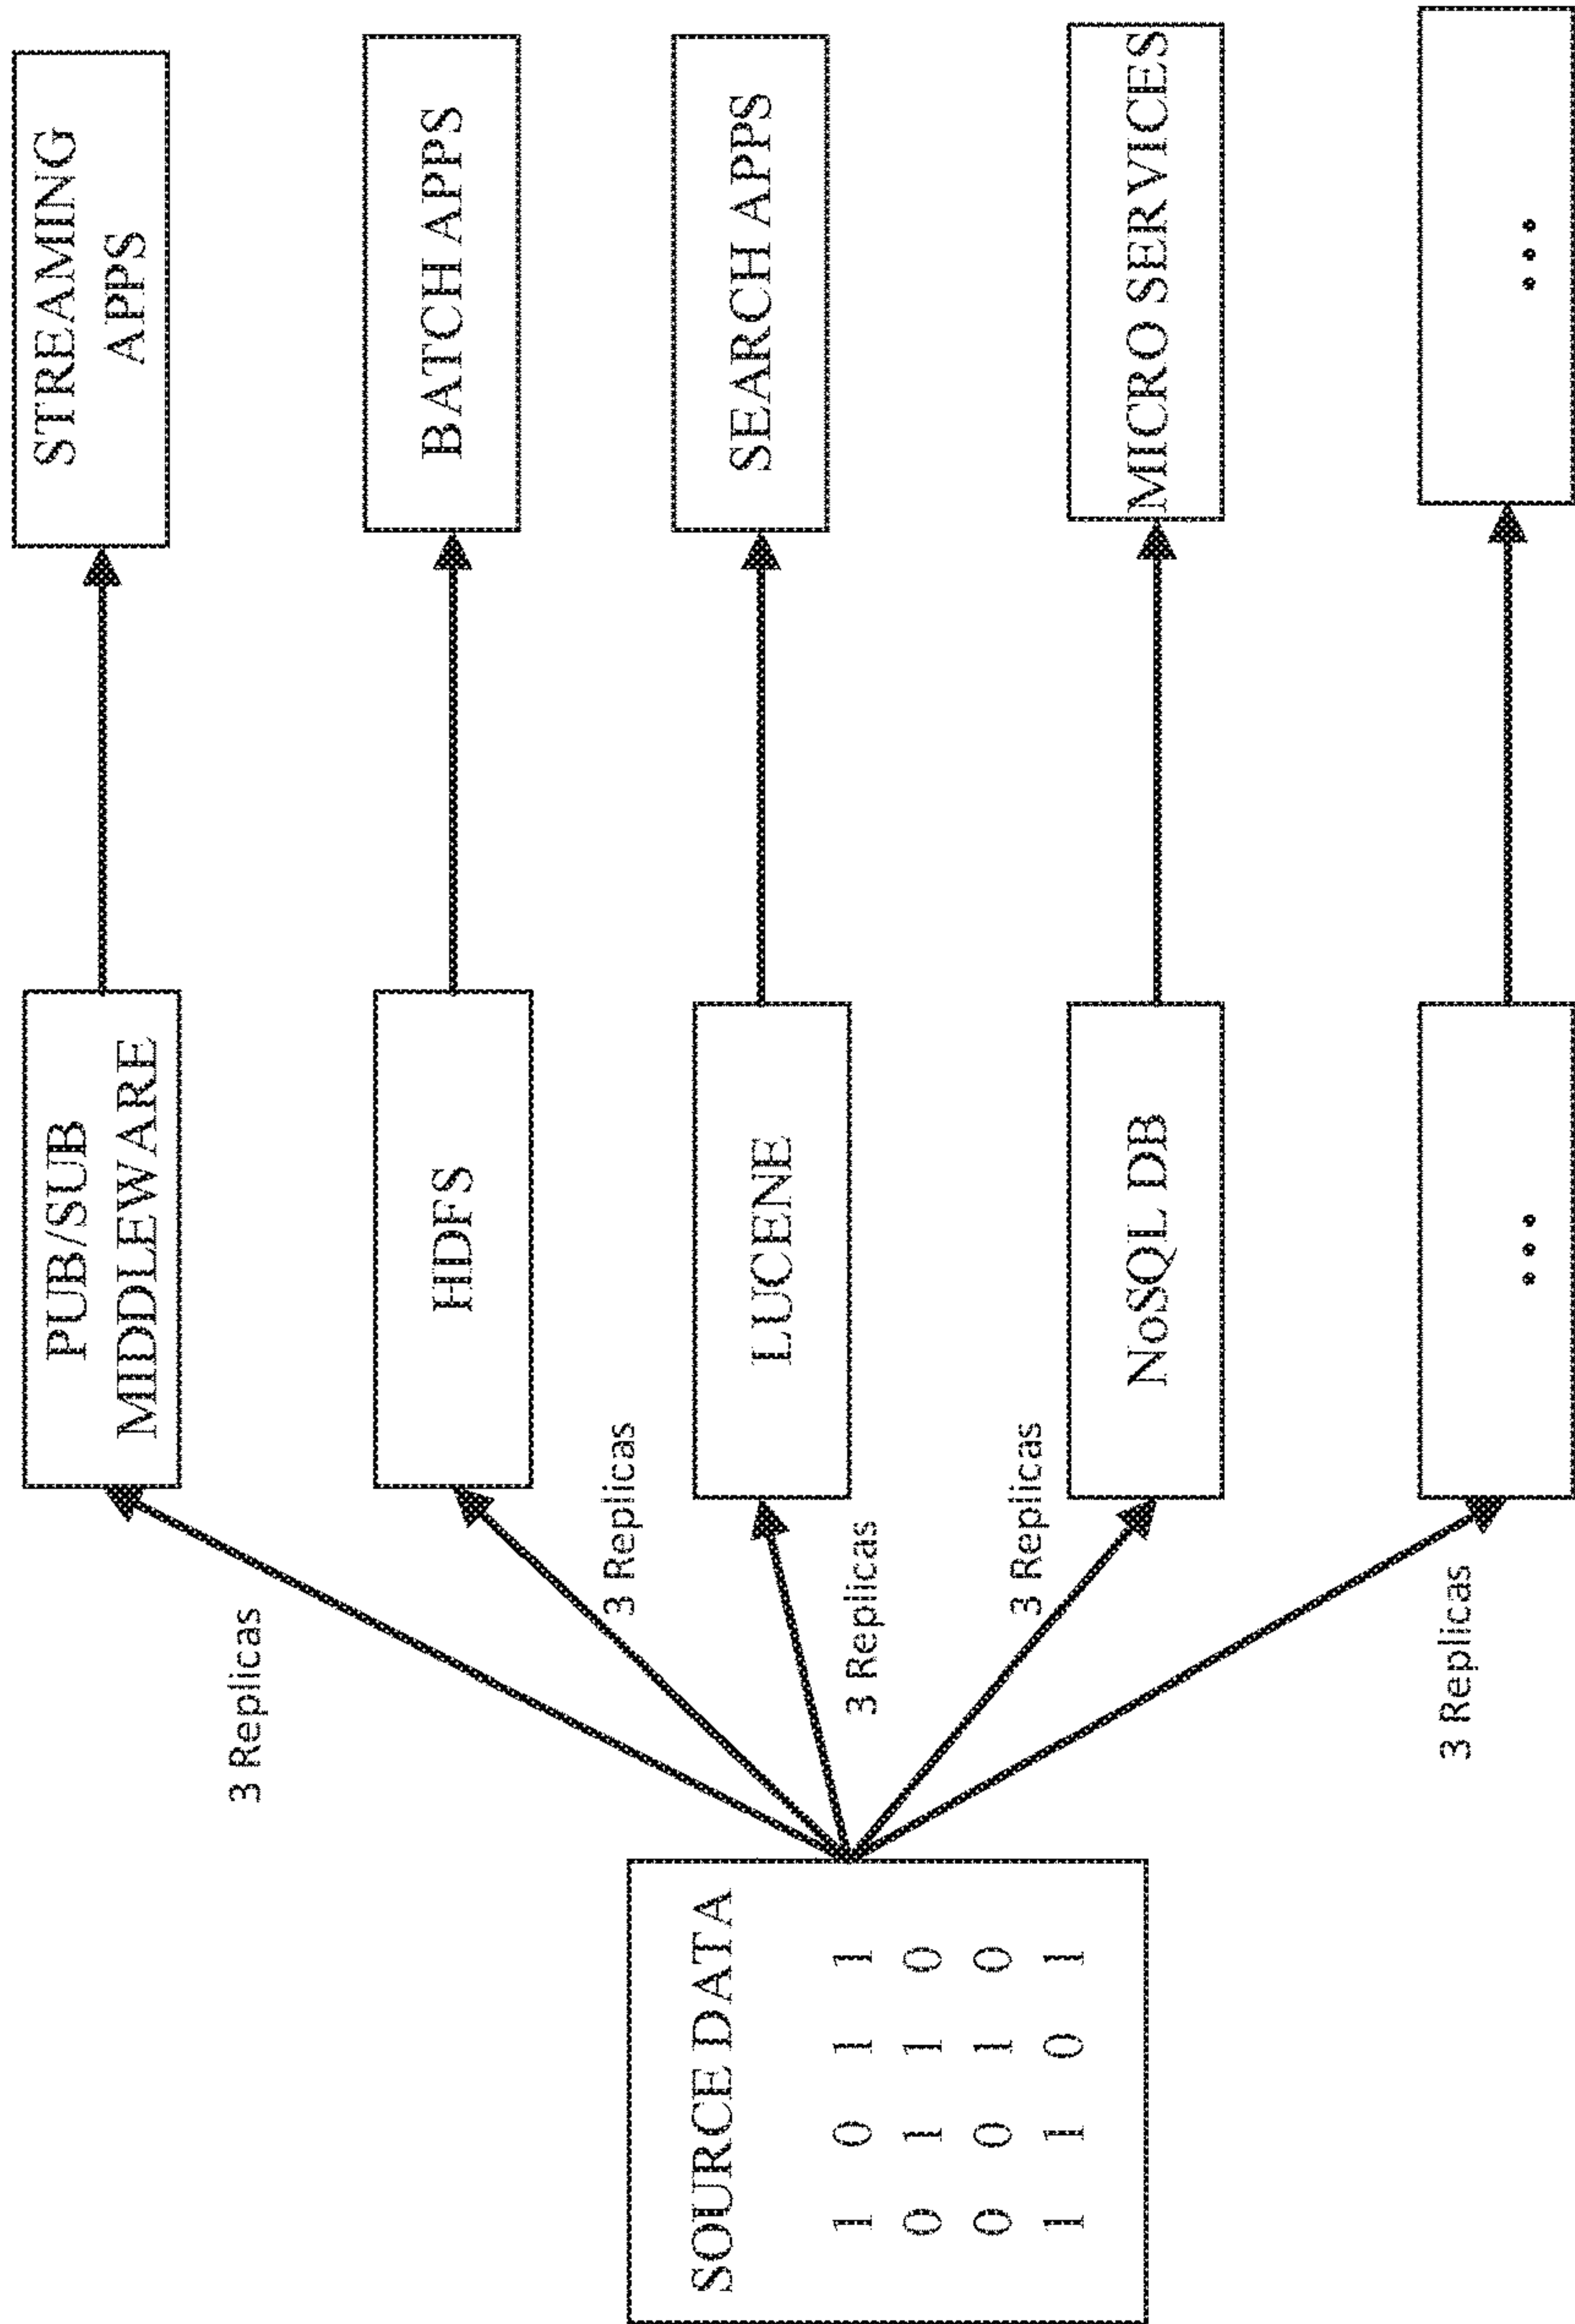 SOURCE DATA
1 0 1 1
0 1 1 0
0 0 1 0
1 1 0 1
3 Replicas
3 Replicas
3 Replicas
3 Replicas
3 Replicas
PUB/SUB
MIDDLEWARE
HDFS
LUCENE
NoSQL DB
...
STREAMING
APPS
BATCH APPS
SEARCH APPS
MICRO SERVICES
...